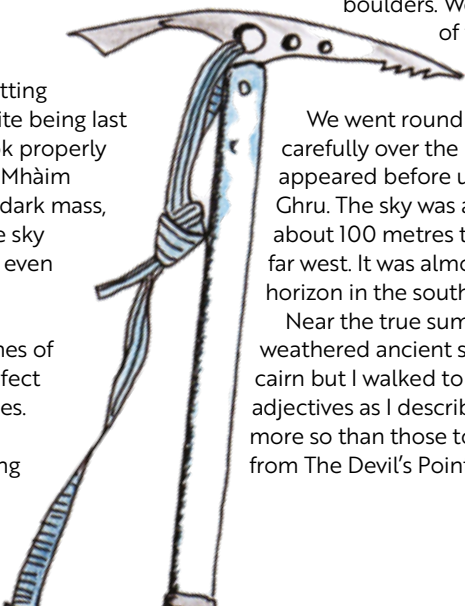 tting
ite being last
k properly
Mhàim
dark mass,
e sky
even
nes of
fect
es.
ng
boulders. We
of
We went round
carefully over the
appeared before u
Ghru. The sky was a
about 100 metres t
far west. It was almo
horizon in the south
Near the true sum
weathered ancient s
cairn but I walked to
adjectives as I describ
more so than those to
from The Devil's Point